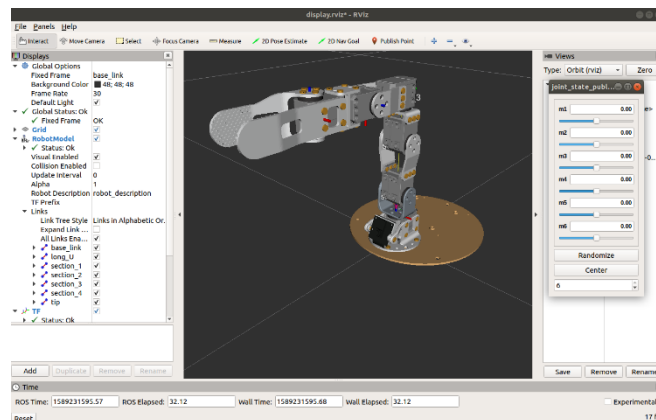 display.rviz* - RViz
File Panels Help
Interact Move Camera Select Focus Camera Measure 2D Pose Estimate 2D Nav Goal Publish Point
Displays
Global Options
Fixed Frame base_link
Background Color 48; 48; 48
Frame Rate 30
Default Light
Global Status: Ok
Fixed Frame OK
Grid
RobotModel
Status: Ok
Visual Enabled
Collision Enabled
Update Interval 0
Alpha 1
Robot Description robot_description
TF Prefix
Links
Link Tree Style Links in Alphabetic Or.
Expand Link ...
All Links Ena...
base_link
long_U
section_1
section_2
section_3
section_4
tip
TF
Status: Ok
Add Duplicate Remove Rename
3
Views
Type: Orbit (rviz) Zero
joint_state_publ...
m1 0.00
m2 0.00
m3 0.00
m4 0.00
m5 0.00
m6 0.00
Randomize
Center
6
Save Remove Rename
Time
ROS Time: 1589231595.57 ROS Elapsed: 32.12 Wall Time: 1589231595.68 Wall Elapsed: 32.12 Experimental
Reset